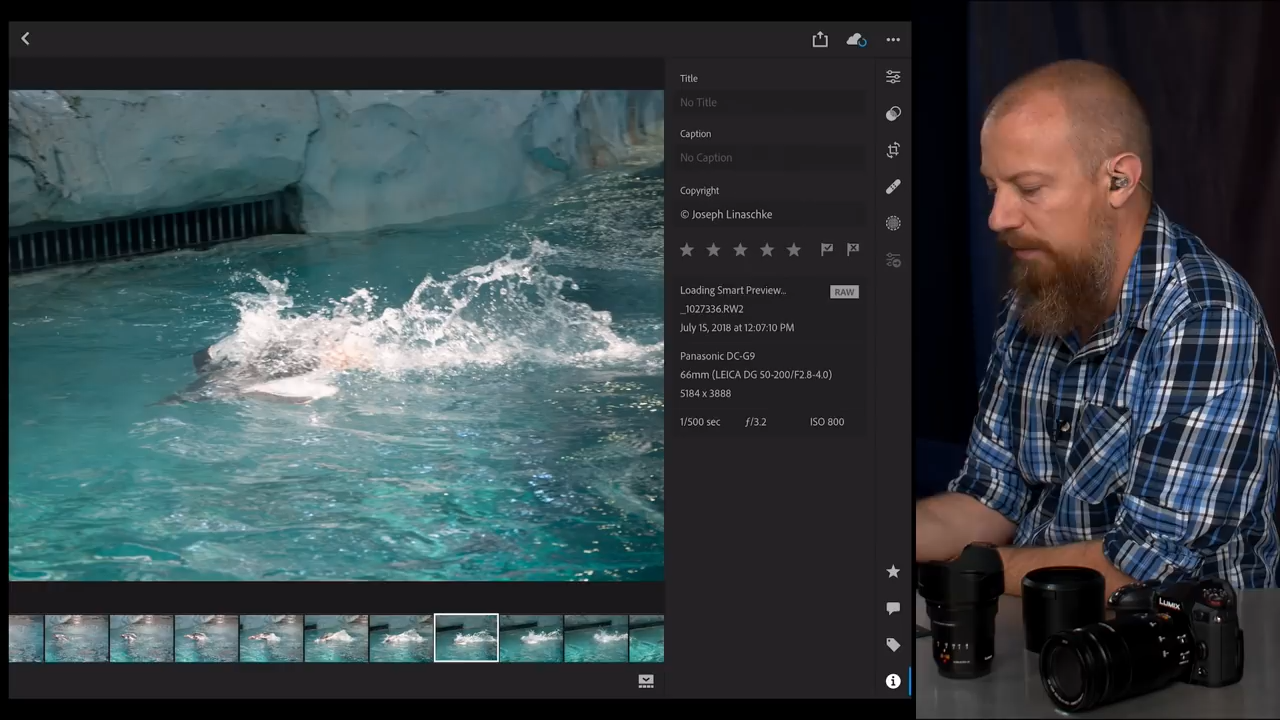 Title
No Title
Caption
No Caption
Copyright
© Joseph Linaschke
Loading Smart Preview...
RAW
_1027336.RW2
July 15, 2018 at 12:07:10 PM
Panasonic DC-G9
66mm (LEICA DG 50-200/F2.8-4.0)
5184 x 3888
1/500 sec
ƒ/3.2
ISO 800
LUMIX